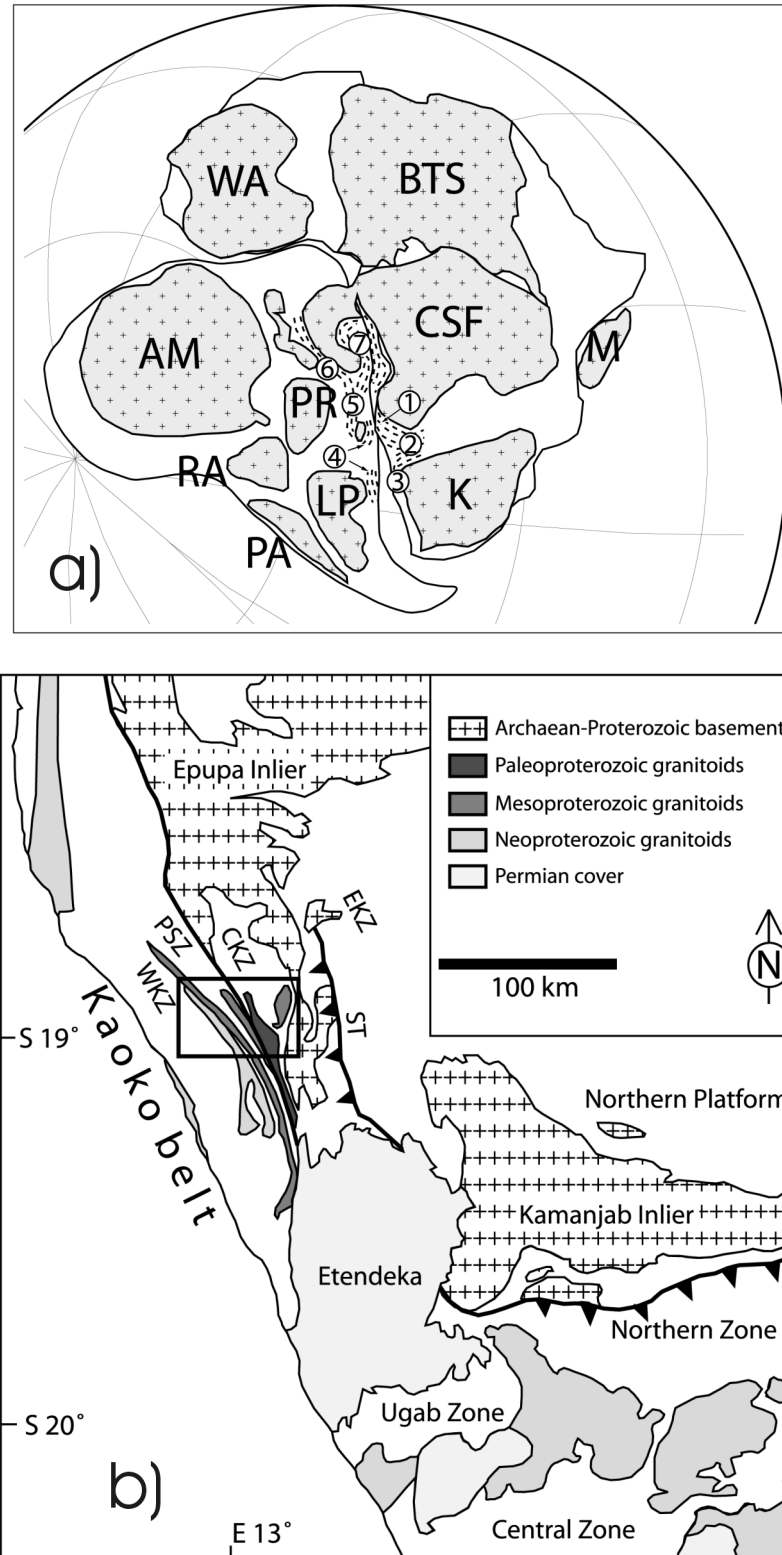 WA
BTS
AM
CSF
M
7
6
PR
5
1
2
4
3
RA
LP
K
PA
a)
Archaean-Proterozoic basement
Paleoproterozoic granitoids
Mesoproterozoic granitoids
Neoproterozoic granitoids
Permian cover
Epupa Inlier
EKZ
PSZ
CKZ
WKZ
100 km
N
ST
Kaoko belt
S 19°
Northern Platform
Kamanjab Inlier
Etendeka
Northern Zone
Ugab Zone
S 20°
b)
E 13°
Central Zone